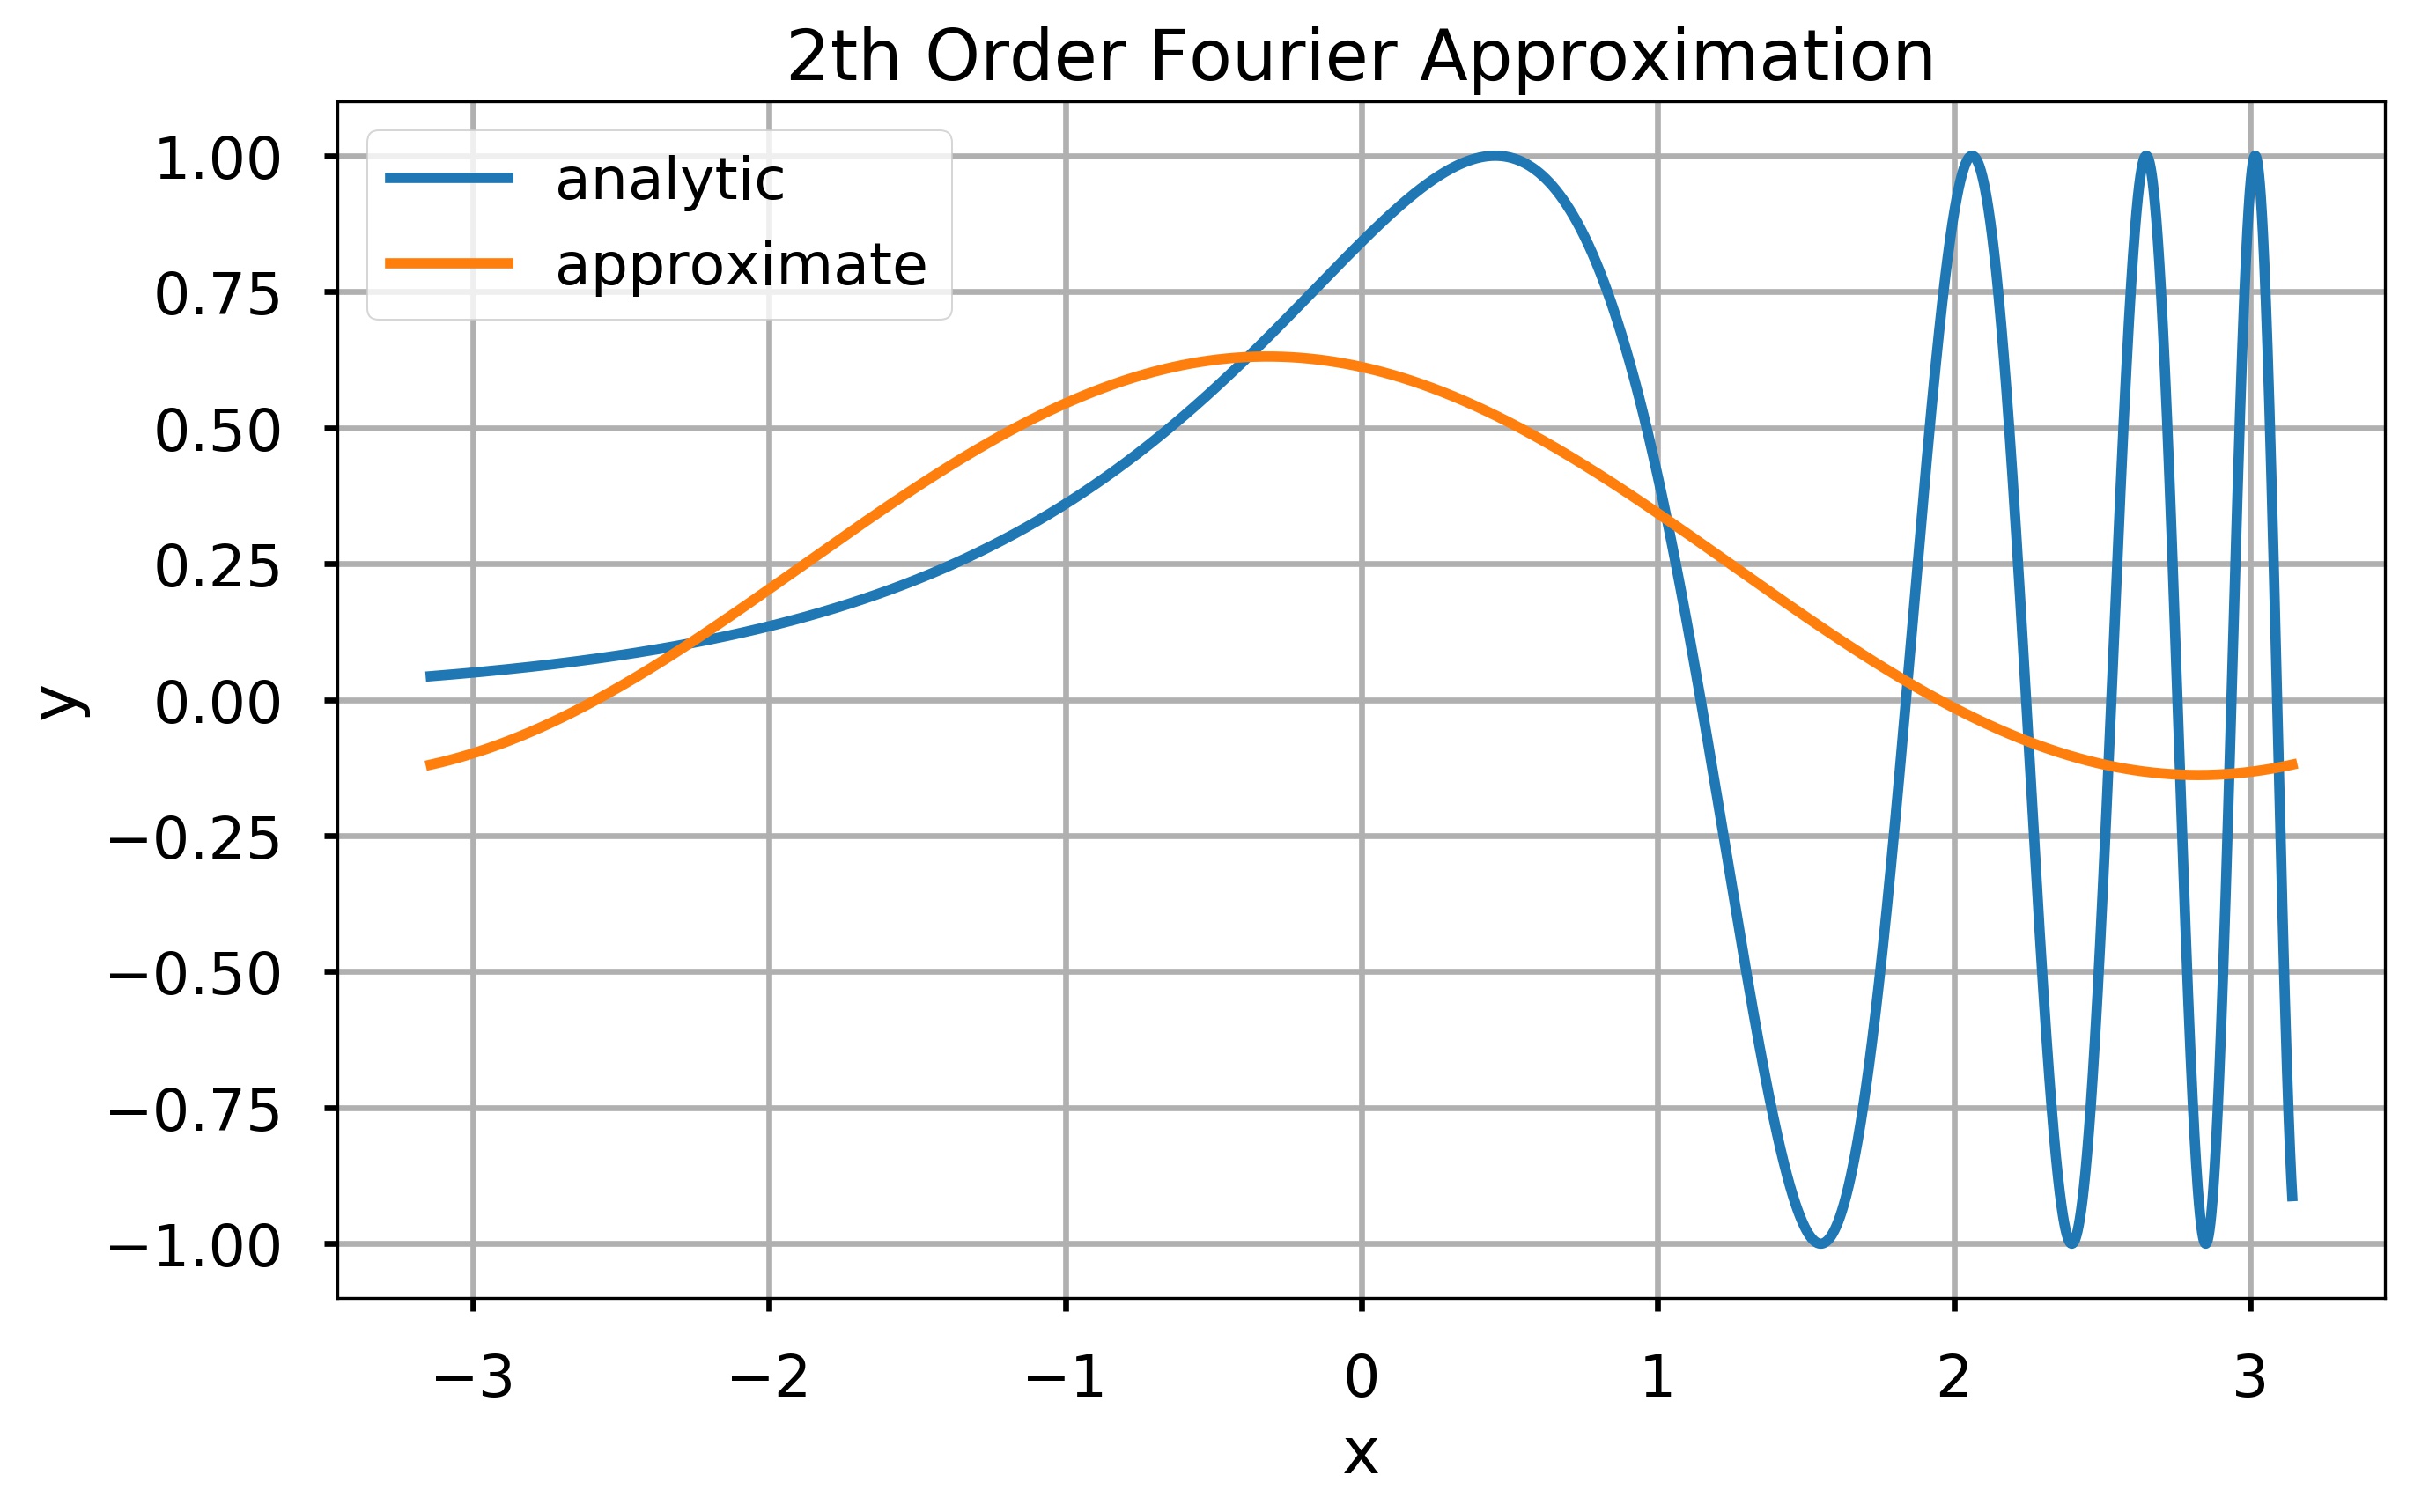 2th Order Fourier Approximation
analytic
approximate
1.00
0.75
0.50
0.25
0.00
−0.25
−0.50
−0.75
−1.00
y
−3 −2 −1 0 1 2 3
x